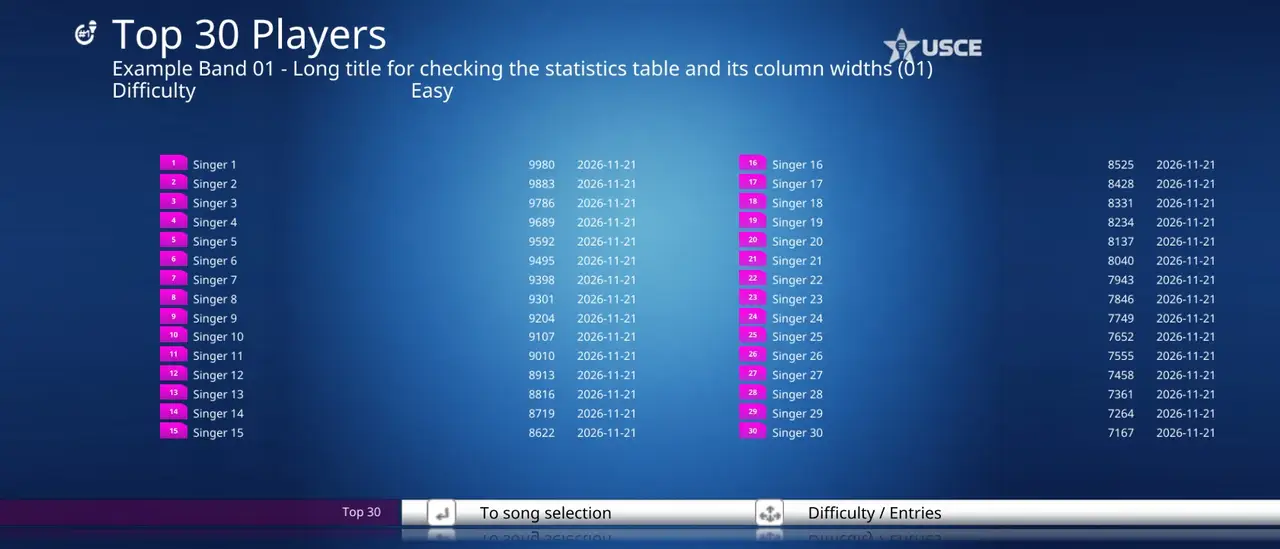 #1
Top 30 Players
USCE
Example Band 01 - Long title for checking the statistics table and its column widths (01)
Difficulty Easy
1 Singer 1 9980 2026-11-21 16 Singer 16 8525 2026-11-21
2 Singer 2 9883 2026-11-21 17 Singer 17 8428 2026-11-21
3 Singer 3 9786 2026-11-21 18 Singer 18 8331 2026-11-21
4 Singer 4 9689 2026-11-21 19 Singer 19 8234 2026-11-21
5 Singer 5 9592 2026-11-21 20 Singer 20 8137 2026-11-21
6 Singer 6 9495 2026-11-21 21 Singer 21 8040 2026-11-21
7 Singer 7 9398 2026-11-21 22 Singer 22 7943 2026-11-21
8 Singer 8 9301 2026-11-21 23 Singer 23 7846 2026-11-21
9 Singer 9 9204 2026-11-21 24 Singer 24 7749 2026-11-21
10 Singer 10 9107 2026-11-21 25 Singer 25 7652 2026-11-21
11 Singer 11 9010 2026-11-21 26 Singer 26 7555 2026-11-21
12 Singer 12 8913 2026-11-21 27 Singer 27 7458 2026-11-21
13 Singer 13 8816 2026-11-21 28 Singer 28 7361 2026-11-21
14 Singer 14 8719 2026-11-21 29 Singer 29 7264 2026-11-21
15 Singer 15 8622 2026-11-21 30 Singer 30 7167 2026-11-21
Top 30 To song selection Difficulty / Entries